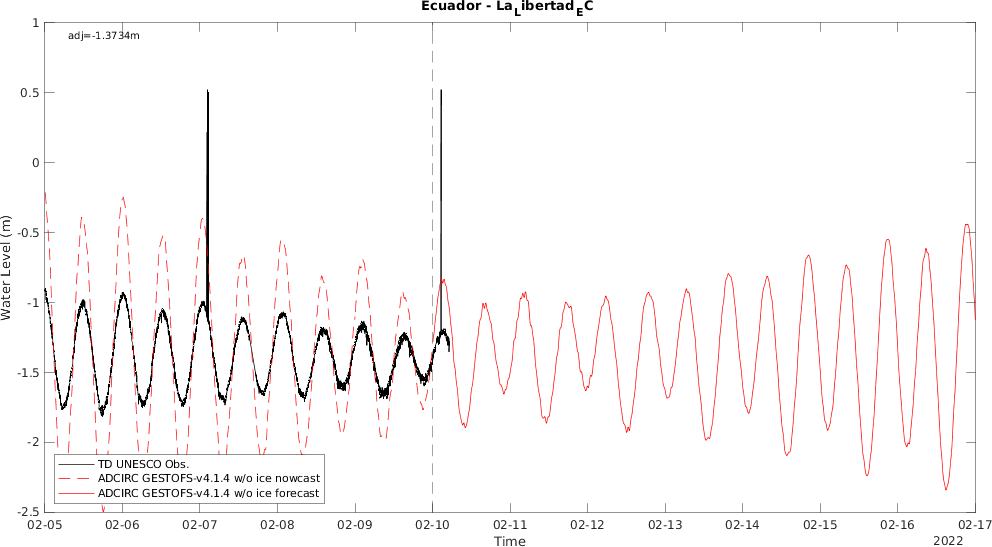 Ecuador - LaLibertadEC
adj=-1.3734m
1
0.5
0
-0.5
-1
-1.5
-2
-2.5
Water Level (m)
TD UNESCO Obs.
ADCIRC GESTOFS-v4.1.4 w/o ice nowcast
ADCIRC GESTOFS-v4.1.4 w/o ice forecast
02-05 02-06 02-07 02-08 02-09 02-10 02-11 02-12 02-13 02-14 02-15 02-16 02-17
Time
2022